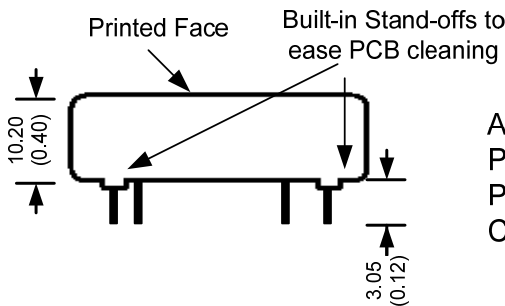 Printed Face
Built-in Stand-offs to
ease PCB cleaning
10.20
(0.40)
A
P
P
C
3.05
(0.12)